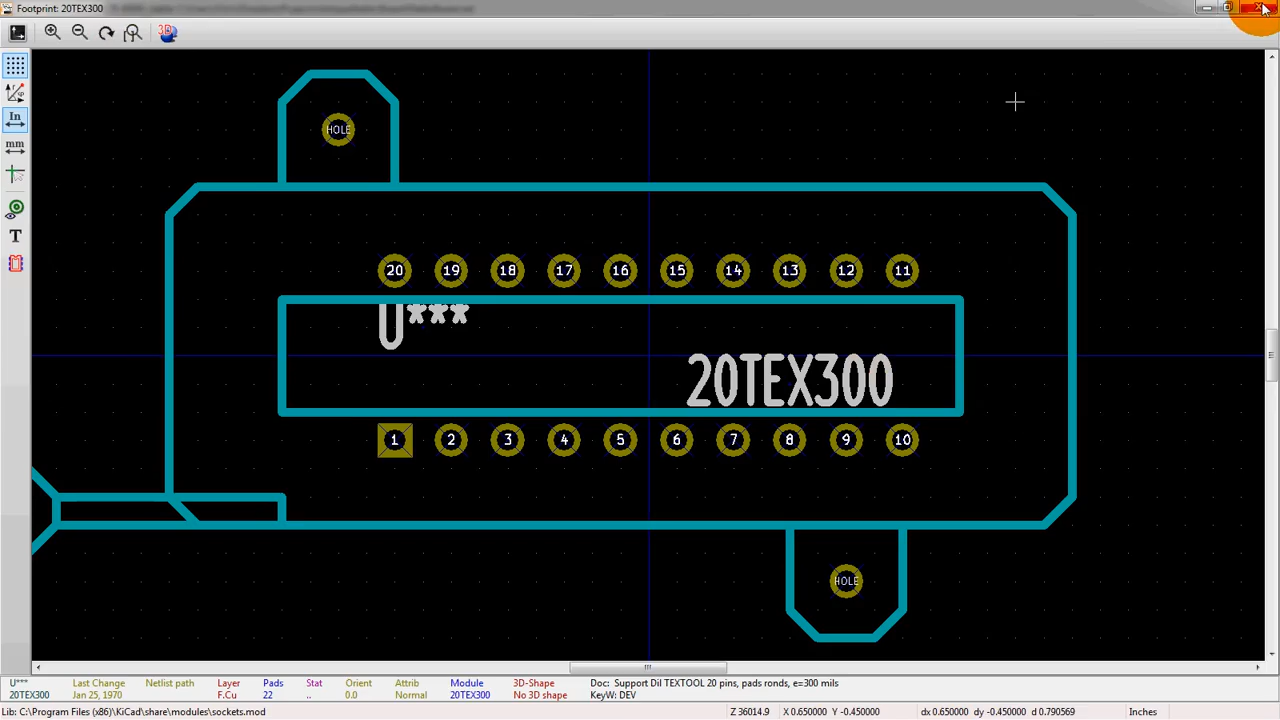 Footprint: 20TEX300
3D
In
mm
T
HOLE
20 19 18 17 16 15 14 13 12 11
U***
20TEX300
1 2 3 4 5 6 7 8 9 10
HOLE
U*** Last Change Netlist path Layer Pads Stat Orient Attrib Module 3D-Shape Doc: Support Dil TEXTOOL 20 pins, pads ronds, e=300 mils
20TEX300 Jan 25, 1970 F.Cu 22 .. 0.0 Normal 20TEX300 No 3D shape KeyW: DEV
Lib: C:\Program Files (x86)\KiCad\share\modules\sockets.mod Z 36014.9 X 0.650000 Y -0.450000 dx 0.650000 dy -0.450000 d 0.790569 Inches